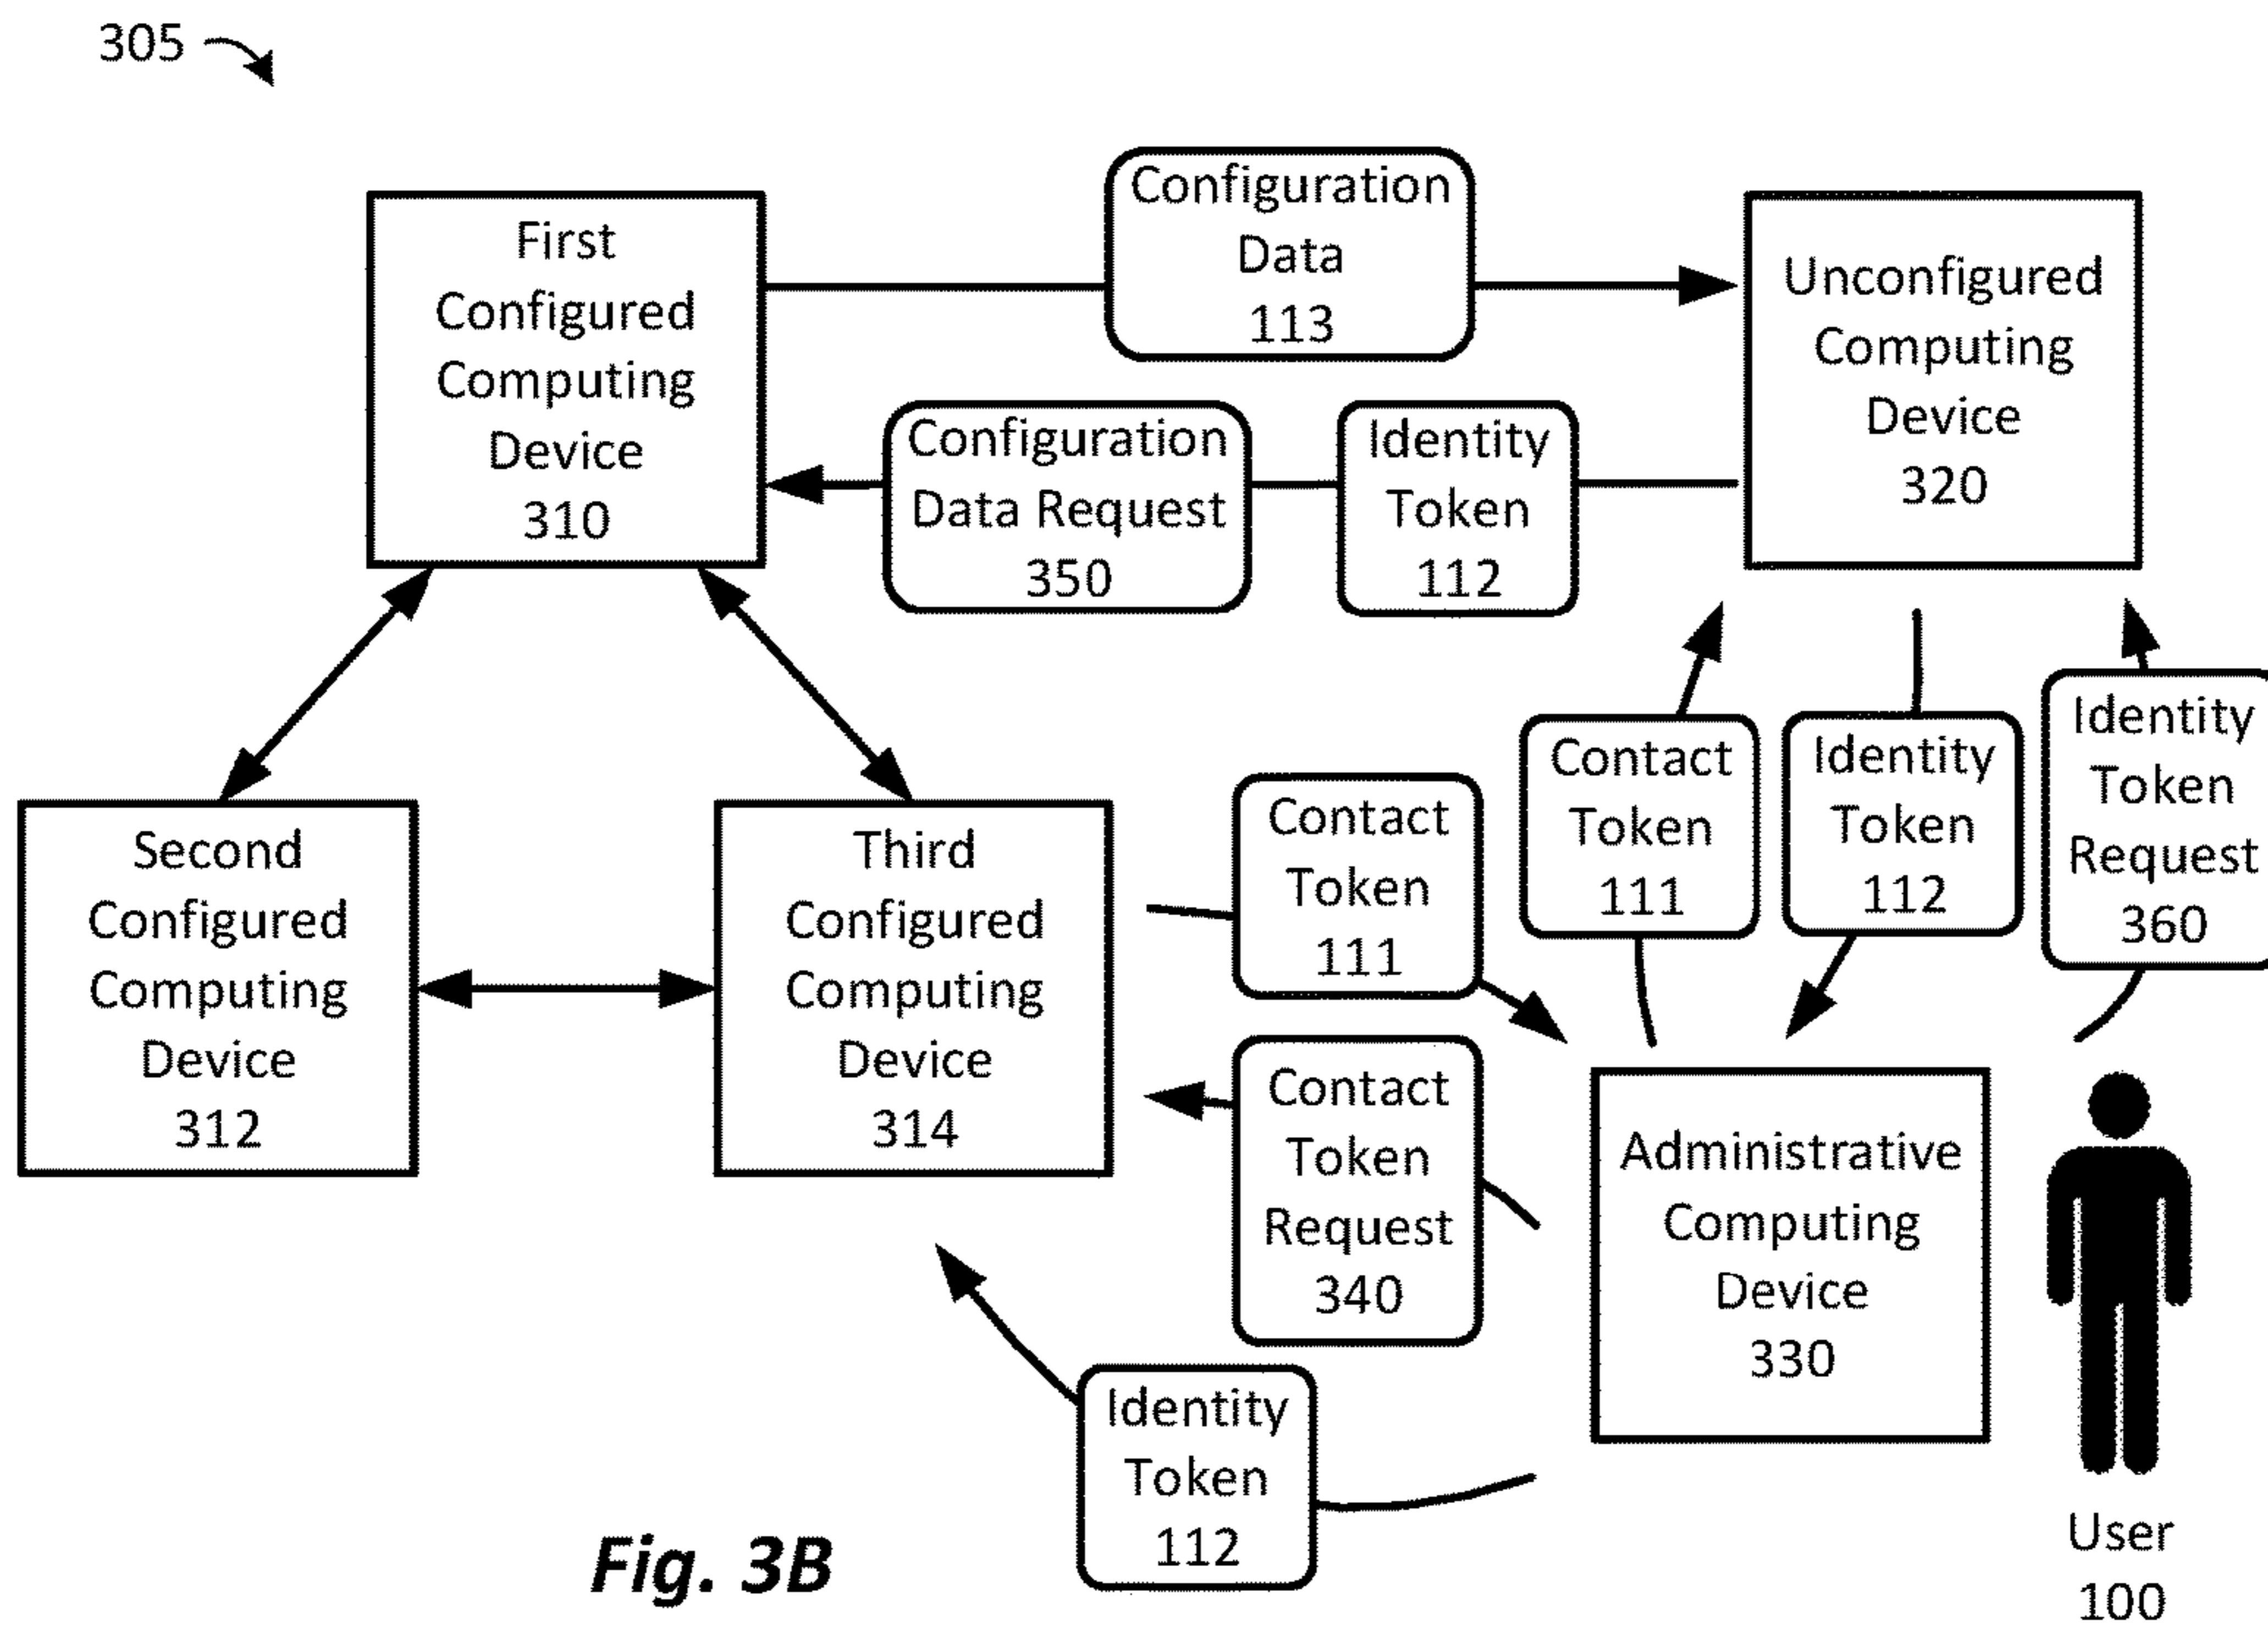 305
Configuration
Data
113
First
Configured
Computing
Device
310
Unconfigured
Computing
Device
320
Configuration
Data Request
350
Identity
Token
112
Identity
Token
Request
360
Contact
Token
111
Identity
Token
112
Contact
Token
111
Second
Configured
Computing
Device
312
Third
Configured
Computing
Device
314
Contact
Token
Request
340
Administrative
Computing
Device
330
Identity
Token
112
User
100
Fig. 3B